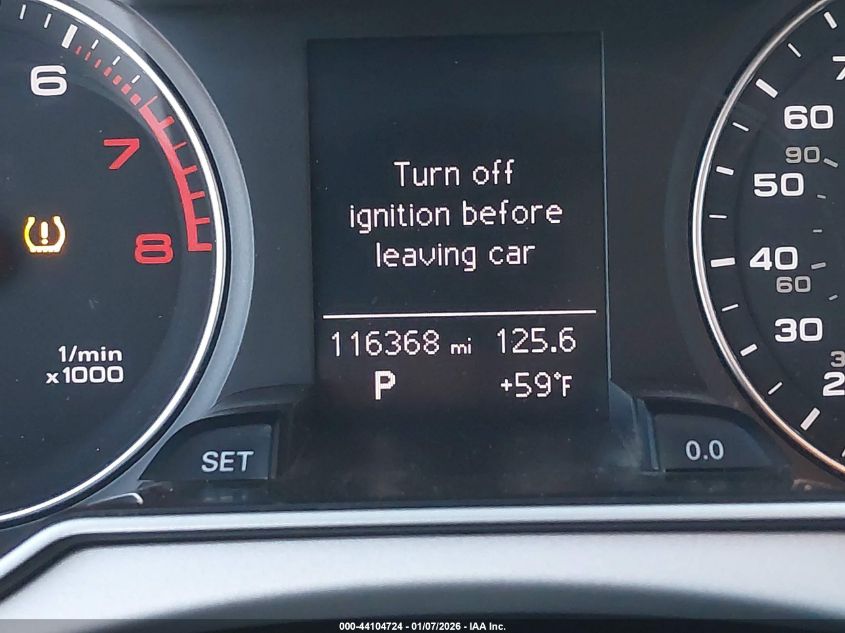 6
7
8
1/min
x1000
SET
Turn off
ignition before
leaving car
116368 mi 125.6
P +59°F
0.0
60
90
50
40
60
30
000-44104724 - 01/07/2026 - IAA Inc.